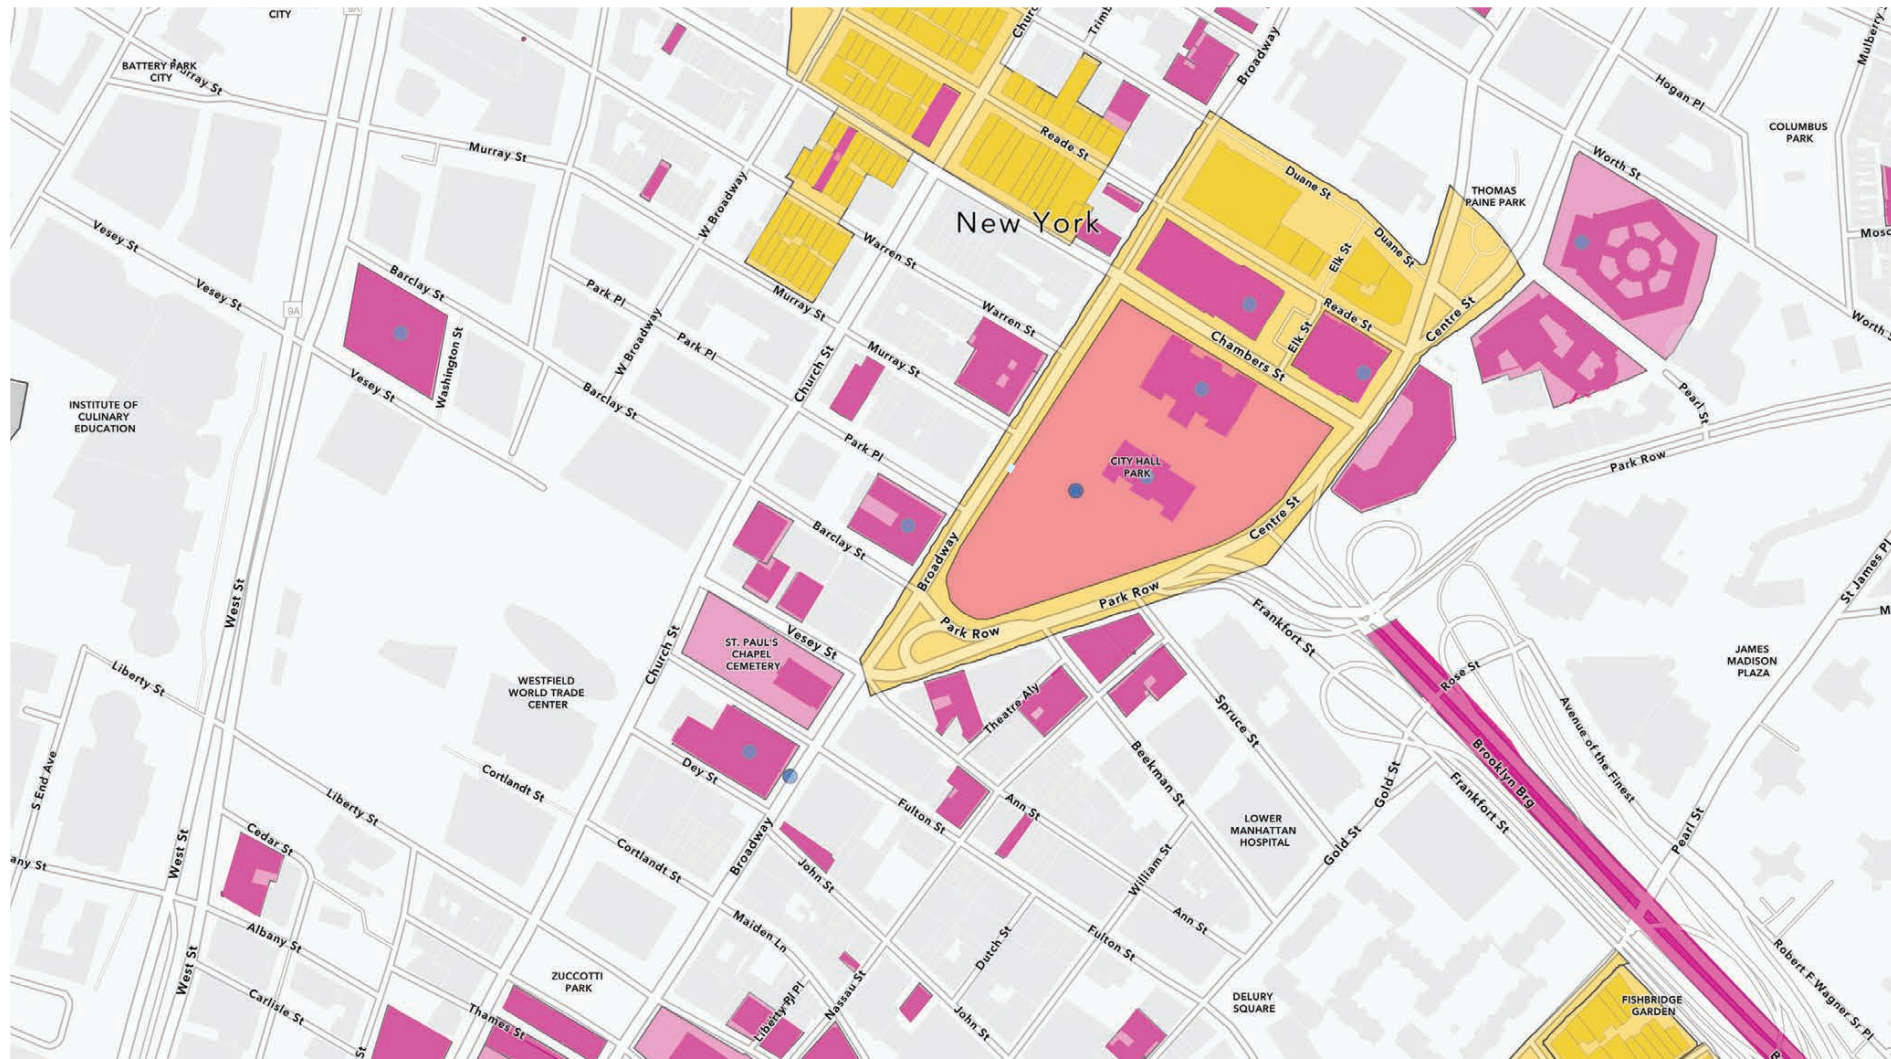 CITY
9A
Church
Broadway
Mulberry
BATTERY PARK
CITY
Murray St
Hogan Pl
COLUMBUS
PARK
Murray St
Reade St
Worth St
Duane St
THOMAS
PAINE PARK
W Broadway
New York
Vesey St
Warren St
Duane St
Elk St
Barclay St
Vesey St
Park Pl
Murray St
Warren St
Reade St
Centre St
Worth St
9A
W Broadway
Park Pl
Church St
Murray St
Chambers St
Elk St
Washington St
Vesey St
Barclay St
Pearl St
INSTITUTE OF
CULINARY
EDUCATION
Park Pl
CITY HALL
PARK
Park Row
Barclay St
Centre St
Broadway
St James Pl
West St
Park Row
Park Row
Frankfort St
Church St
Vesey St
ST. PAUL'S
CHAPEL
CEMETERY
JAMES
MADISON
PLAZA
Liberty St
WESTFIELD
WORLD TRADE
CENTER
Rose St
Theatre Aly
Spruce St
Avenue of the Finest
Dey St
Beekman St
Brooklyn Brg
S End Ave
Cortlandt St
Gold St
Frankfort St
Liberty St
Ann St
Fulton St
LOWER
MANHATTAN
HOSPITAL
Pearl St
Cedar St
West St
Broadway
Cortlandt St
John St
Gold St
any St
William St
Albany St
Maiden Ln
Ann St
Fulton St
Dutch St
West St
ZUCCOTTI
PARK
Robert F Wagner Sr Pl
Carlisle St
Thames St
Liberty Pl
Nassau St
John St
DELURY
SQUARE
FISHBRIDGE
GARDEN